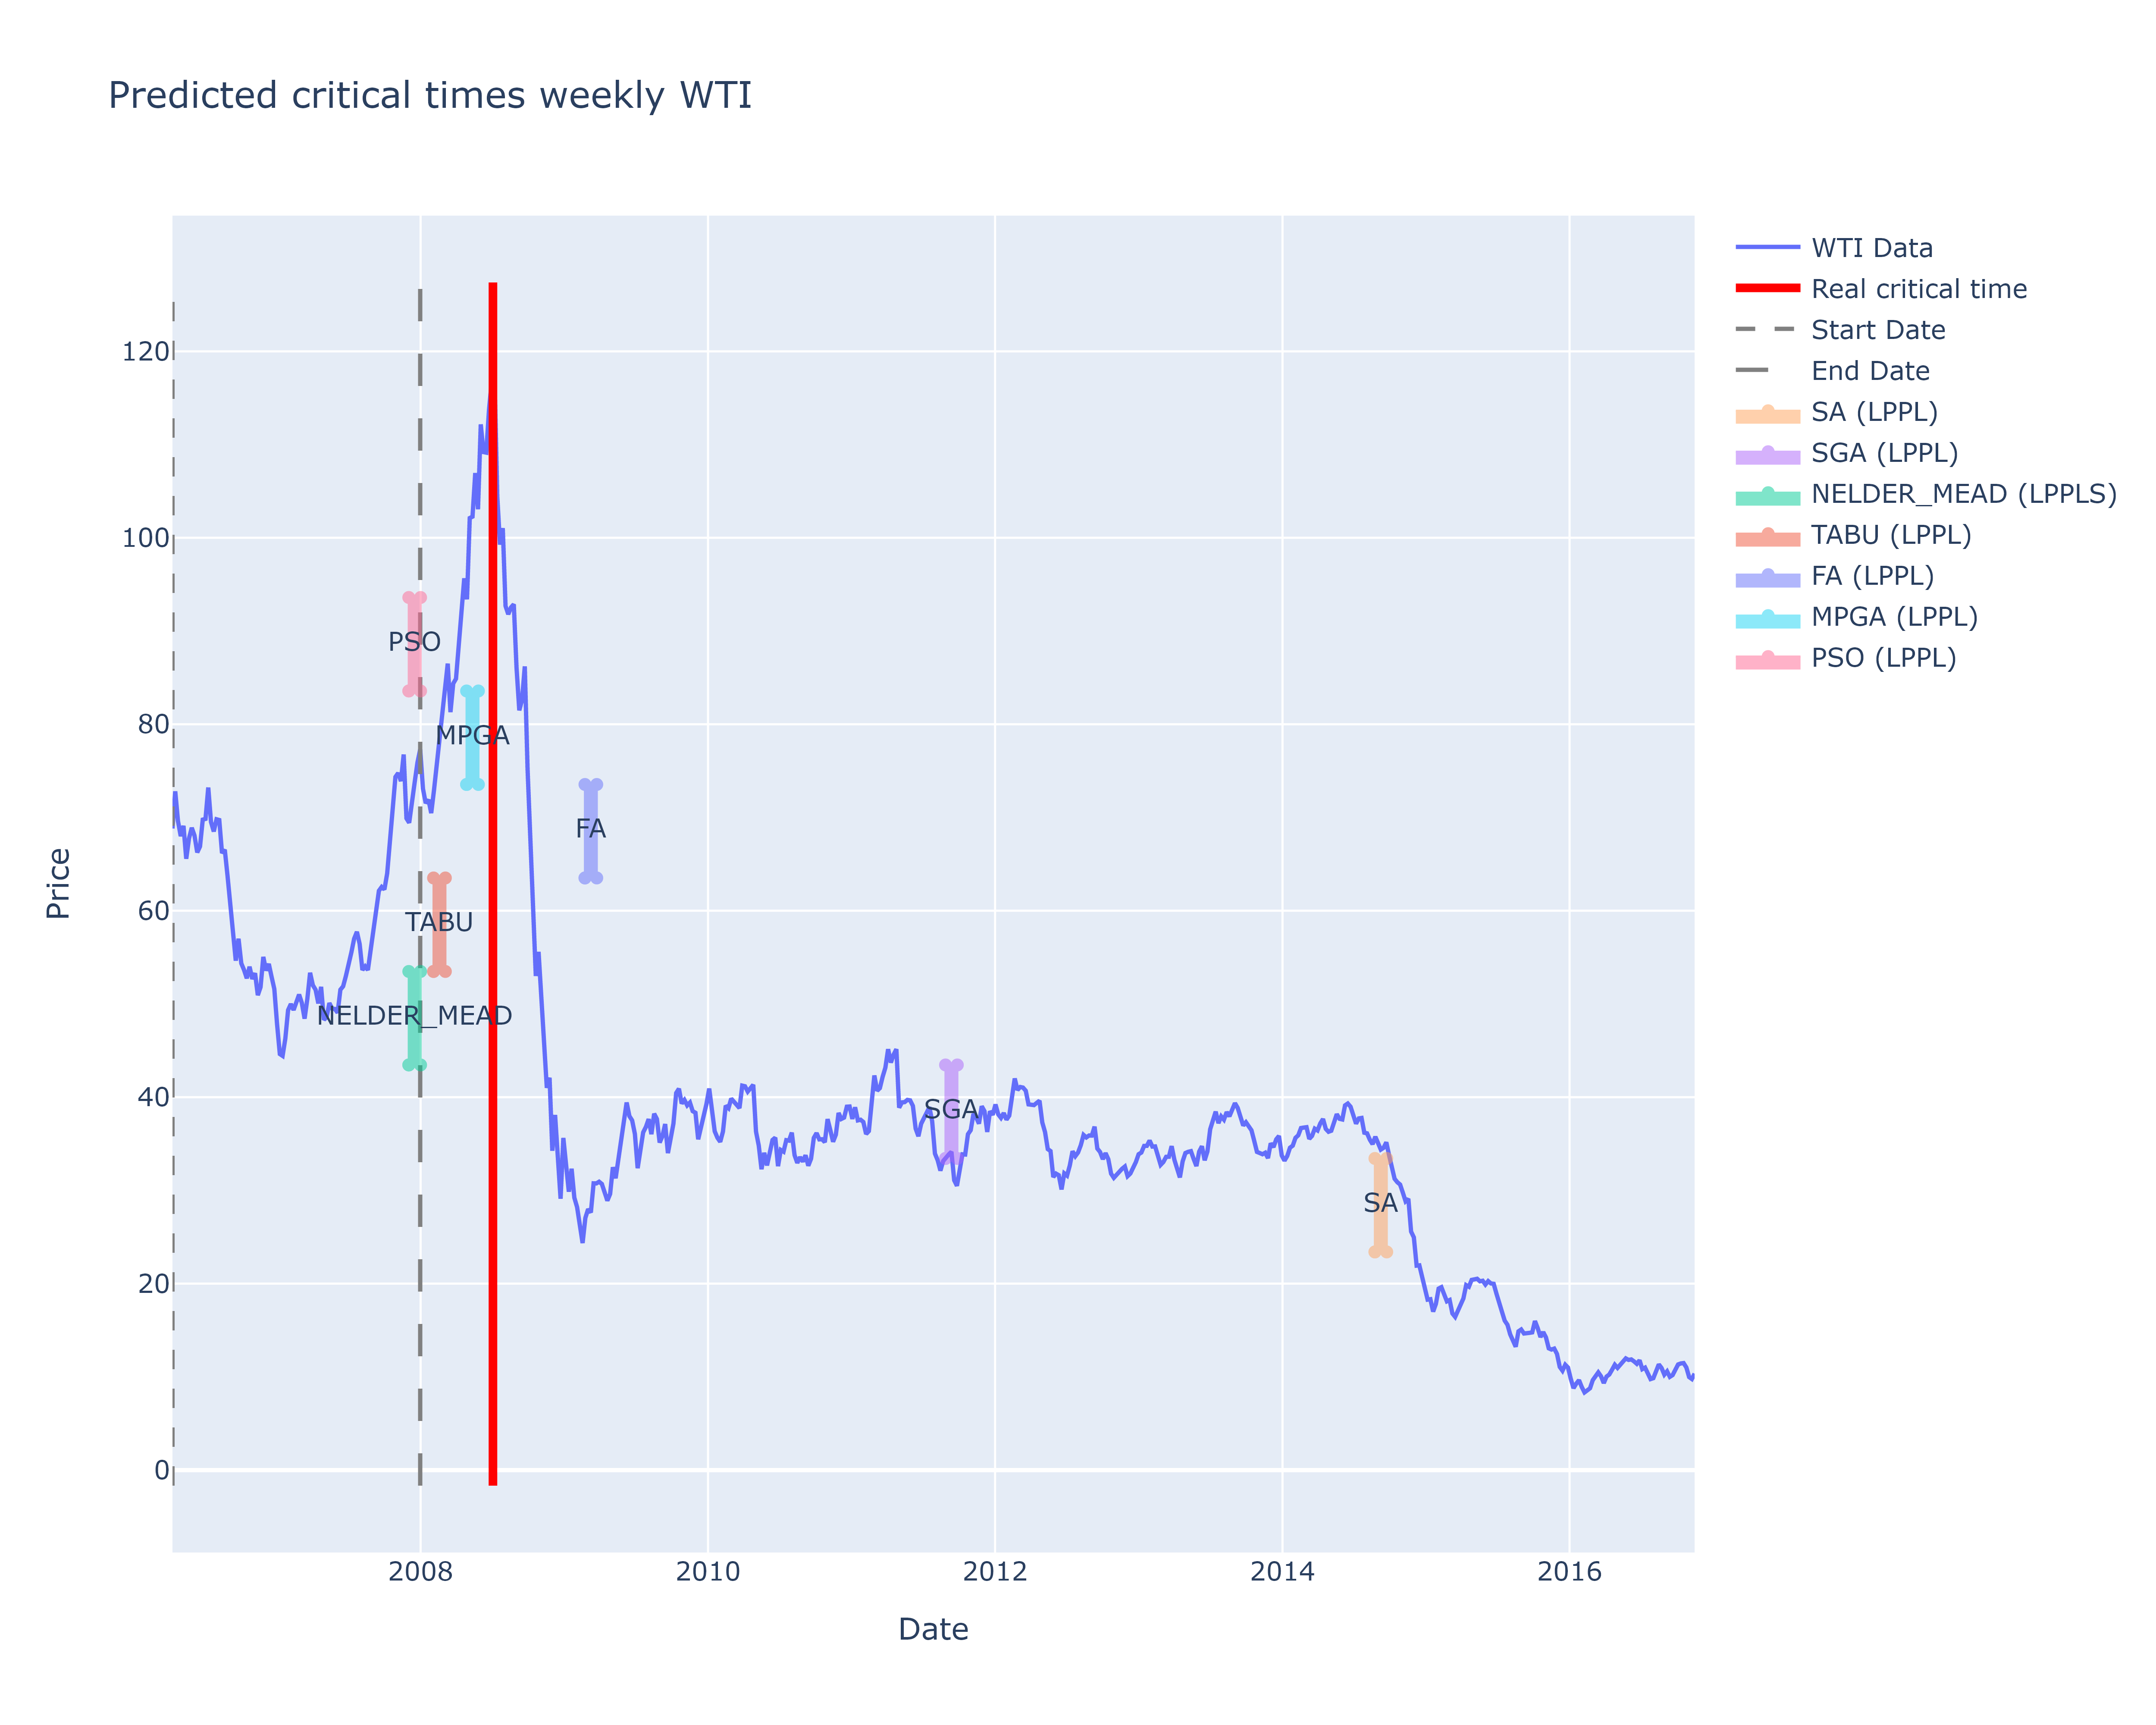 Predicted critical times weekly WTI
WTI Data
Real critical time
Start Date
End Date
SA (LPPL)
SGA (LPPL)
NELDER_MEAD (LPPLS)
TABU (LPPL)
FA (LPPL)
MPGA (LPPL)
PSO (LPPL)
120
100
80
60
40
20
0
Price
PSO
MPGA
FA
TABU
NELDER_MEAD
SGA
SA
2008
2010
2012
2014
2016
Date